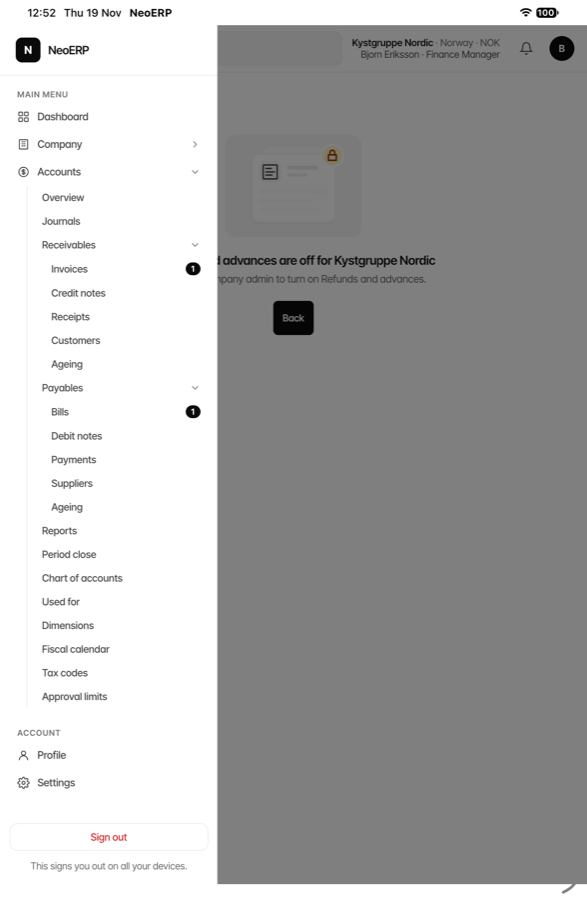 12:52 Thu 19 Nov NeoERP
100
N NeoERP
Kystgruppe Nordic · Norway · NOK
Bjorn Eriksson · Finance Manager
B
MAIN MENU
Dashboard
Company
Accounts
Overview
Journals
Receivables
Invoices 1
Credit notes
Receipts
Customers
Ageing
Payables
Bills 1
Debit notes
Payments
Suppliers
Ageing
Reports
Period close
Chart of accounts
Used for
Dimensions
Fiscal calendar
Tax codes
Approval limits
ACCOUNT
Profile
Settings
Sign out
This signs you out on all your devices.
advances are off for Kystgruppe Nordic
admin to turn on Refunds and advances.
Back